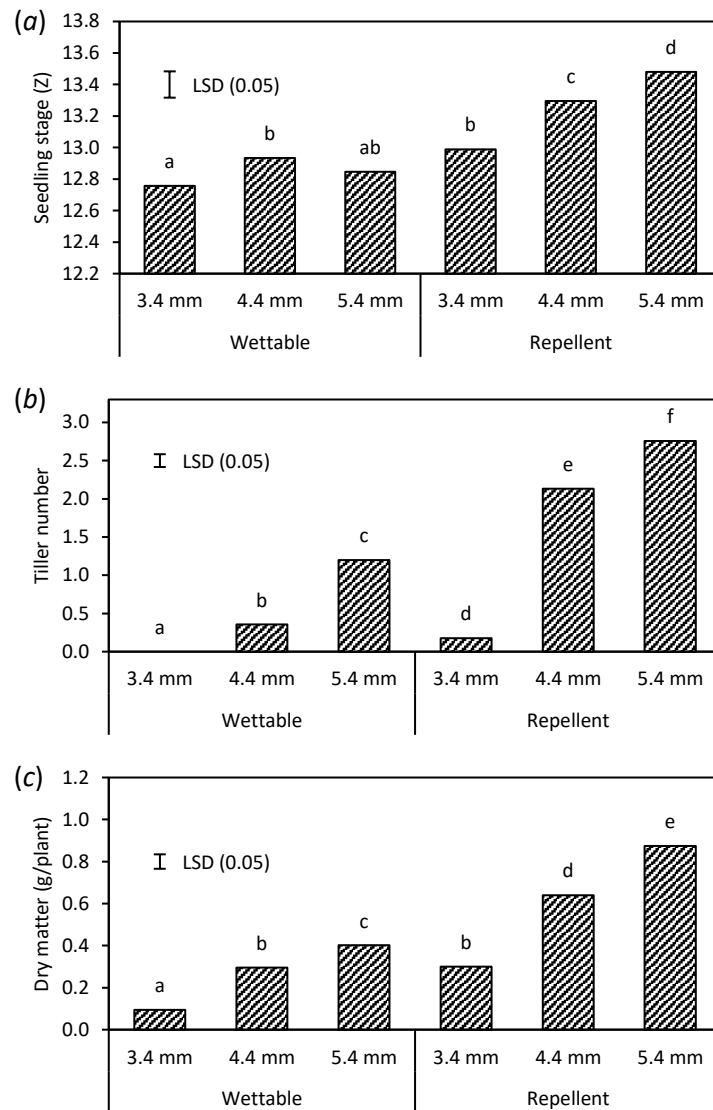 (a)
13.8
13.6
13.4
13.2
13.0
12.8
12.6
12.4
12.2
Seedling stage (Z)
LSD (0.05)
a
b
ab
b
c
d
3.4 mm 4.4 mm 5.4 mm 3.4 mm 4.4 mm 5.4 mm
Wettable Repellent
(b)
3.0
2.5
2.0
1.5
1.0
0.5
0.0
Tiller number
LSD (0.05)
a
b
c
d
e
f
3.4 mm 4.4 mm 5.4 mm 3.4 mm 4.4 mm 5.4 mm
Wettable Repellent
(c)
1.2
1.0
0.8
0.6
0.4
0.2
0.0
Dry matter (g/plant)
LSD (0.05)
a
b
c
b
d
e
3.4 mm 4.4 mm 5.4 mm 3.4 mm 4.4 mm 5.4 mm
Wettable Repellent